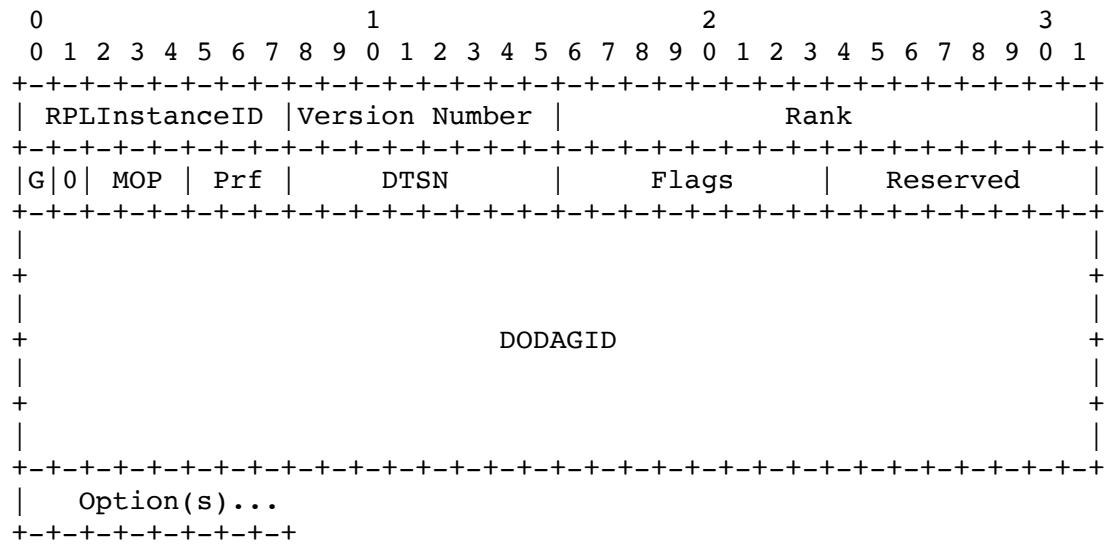 0                   1                   2                   3
 0 1 2 3 4 5 6 7 8 9 0 1 2 3 4 5 6 7 8 9 0 1 2 3 4 5 6 7 8 9 0 1
+-+-+-+-+-+-+-+-+-+-+-+-+-+-+-+-+-+-+-+-+-+-+-+-+-+-+-+-+-+-+-+-+
| RPLInstanceID |Version Number |             Rank              |
+-+-+-+-+-+-+-+-+-+-+-+-+-+-+-+-+-+-+-+-+-+-+-+-+-+-+-+-+-+-+-+-+
|G|0| MOP | Prf |     DTSN      |     Flags     |   Reserved    |
+-+-+-+-+-+-+-+-+-+-+-+-+-+-+-+-+-+-+-+-+-+-+-+-+-+-+-+-+-+-+-+-+
|                                                               |
+                                                               +
|                                                               |
+                            DODAGID                            +
|                                                               |
+                                                               +
|                                                               |
+-+-+-+-+-+-+-+-+-+-+-+-+-+-+-+-+-+-+-+-+-+-+-+-+-+-+-+-+-+-+-+-+
|   Option(s)...
+-+-+-+-+-+-+-+-+